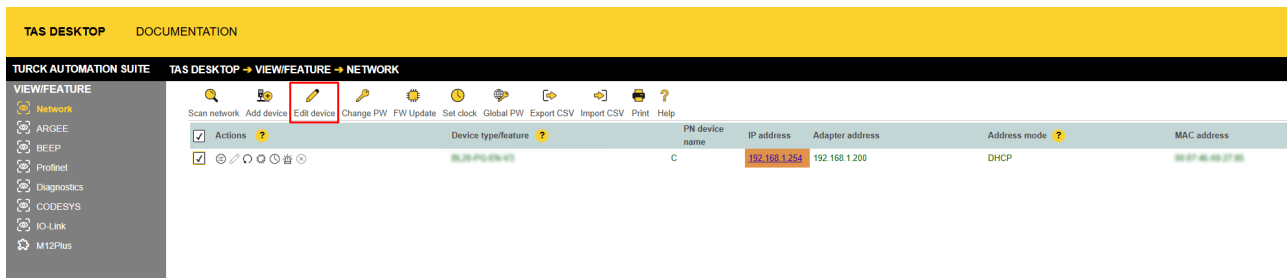 TAS DESKTOP DOCUMENTATION
TURCK AUTOMATION SUITE TAS DESKTOP ➔ VIEW/FEATURE ➔ NETWORK
VIEW/FEATURE
Network
ARGEE
BEEP
Profinet
Diagnostics
CODESYS
IO-Link
M12Plus
Scan network Add device Edit device Change PW FW Update Set clock Global PW Export CSV Import CSV Print Help
Actions ? Device type/feature ? PN device name IP address Adapter address Address mode ? MAC address
C 192.168.1.254 192.168.1.200 DHCP